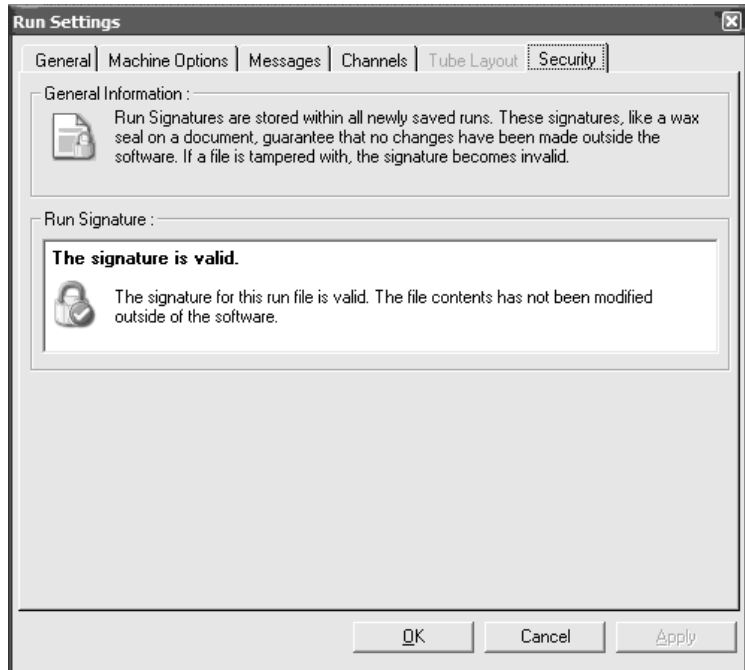 Run Settings
General Machine Options Messages Channels Tube Layout Security
General Information :
Run Signatures are stored within all newly saved runs. These signatures, like a wax
seal on a document, guarantee that no changes have been made outside the
software. If a file is tampered with, the signature becomes invalid.
Run Signature :
The signature is valid.
The signature for this run file is valid. The file contents has not been modified
outside of the software.
OK Cancel Apply